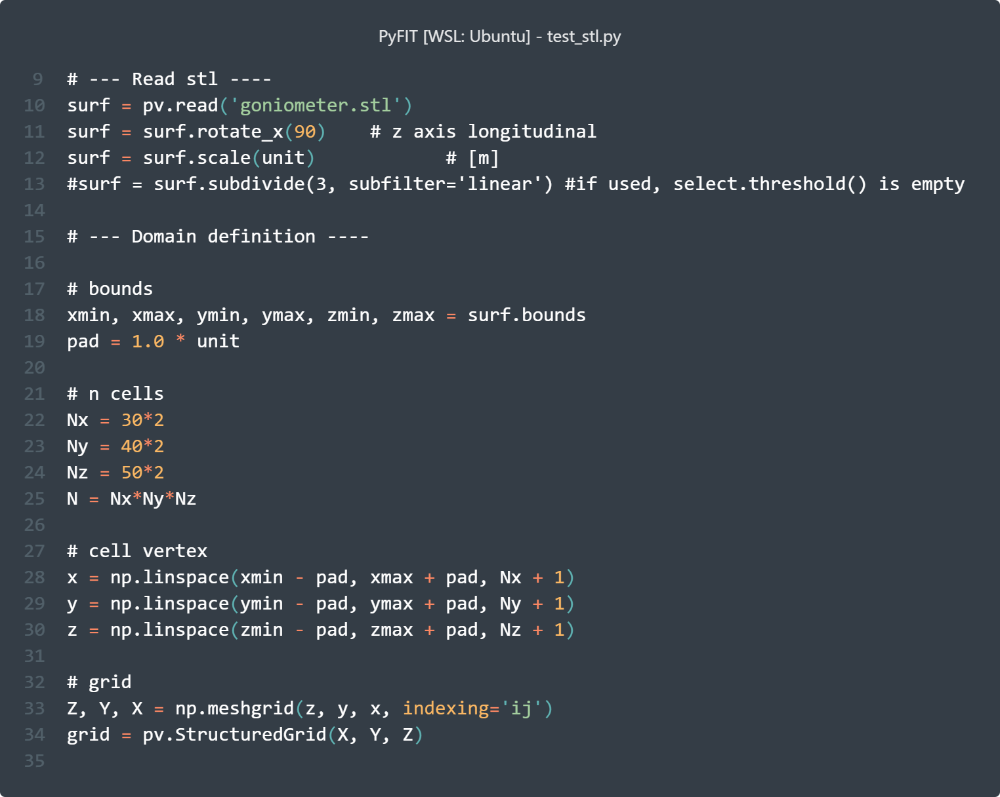 PyFIT [WSL: Ubuntu] - test_stl.py
9 # --- Read stl ----
10 surf = pv.read('goniometer.stl')
11 surf = surf.rotate_x(90)    # z axis longitudinal
12 surf = surf.scale(unit)            # [m]
13 #surf = surf.subdivide(3, subfilter='linear') #if used, select.threshold() is empty
14
15 # --- Domain definition ----
16
17 # bounds
18 xmin, xmax, ymin, ymax, zmin, zmax = surf.bounds
19 pad = 1.0 * unit
20
21 # n cells
22 Nx = 30*2
23 Ny = 40*2
24 Nz = 50*2
25 N = Nx*Ny*Nz
26
27 # cell vertex
28 x = np.linspace(xmin - pad, xmax + pad, Nx + 1)
29 y = np.linspace(ymin - pad, ymax + pad, Ny + 1)
30 z = np.linspace(zmin - pad, zmax + pad, Nz + 1)
31
32 # grid
33 Z, Y, X = np.meshgrid(z, y, x, indexing='ij')
34 grid = pv.StructuredGrid(X, Y, Z)
35